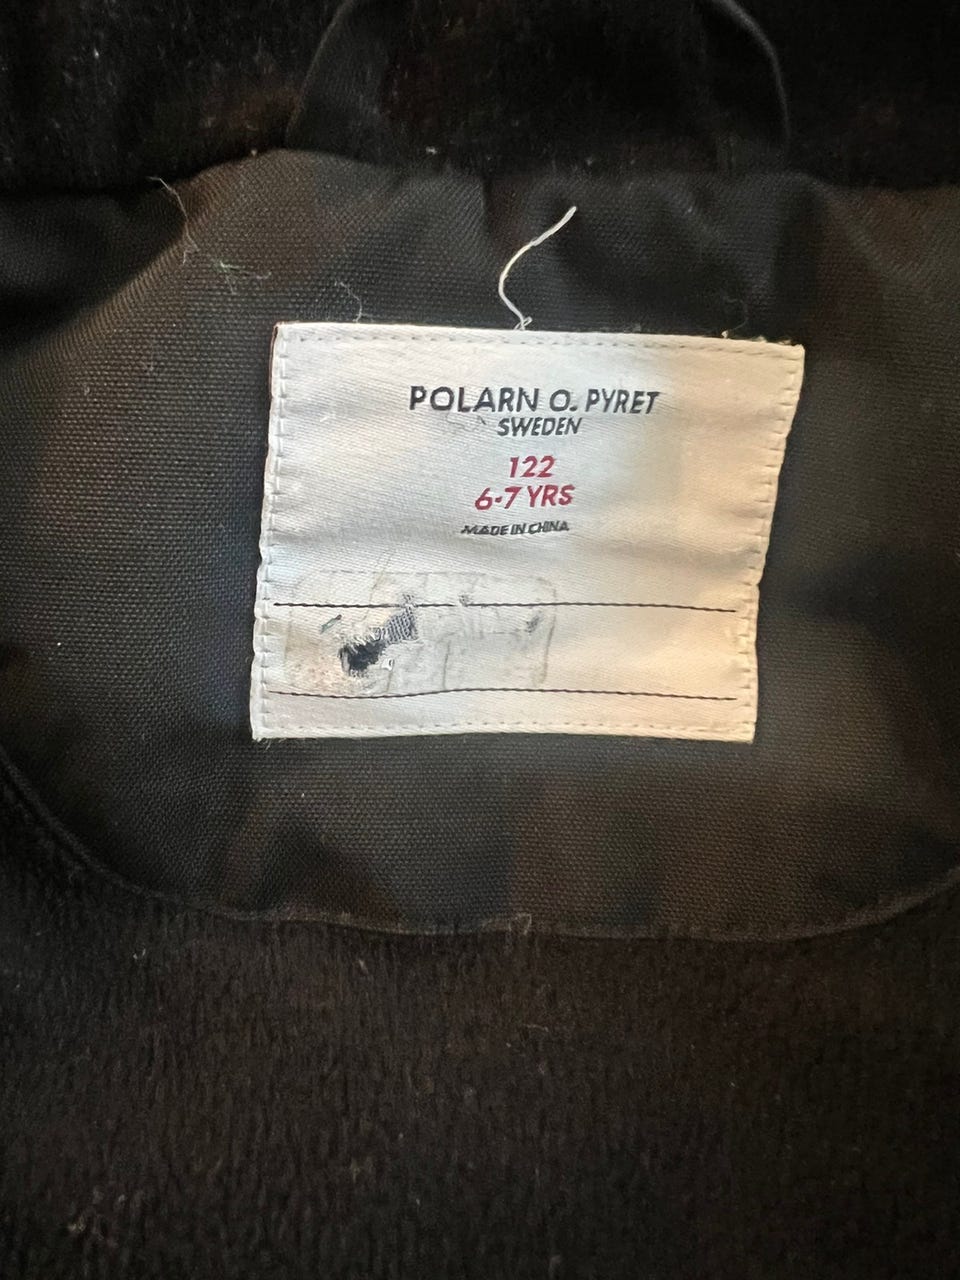 POLARN O. PYRET
SWEDEN
122
6-7 YRS
MADE IN CHINA